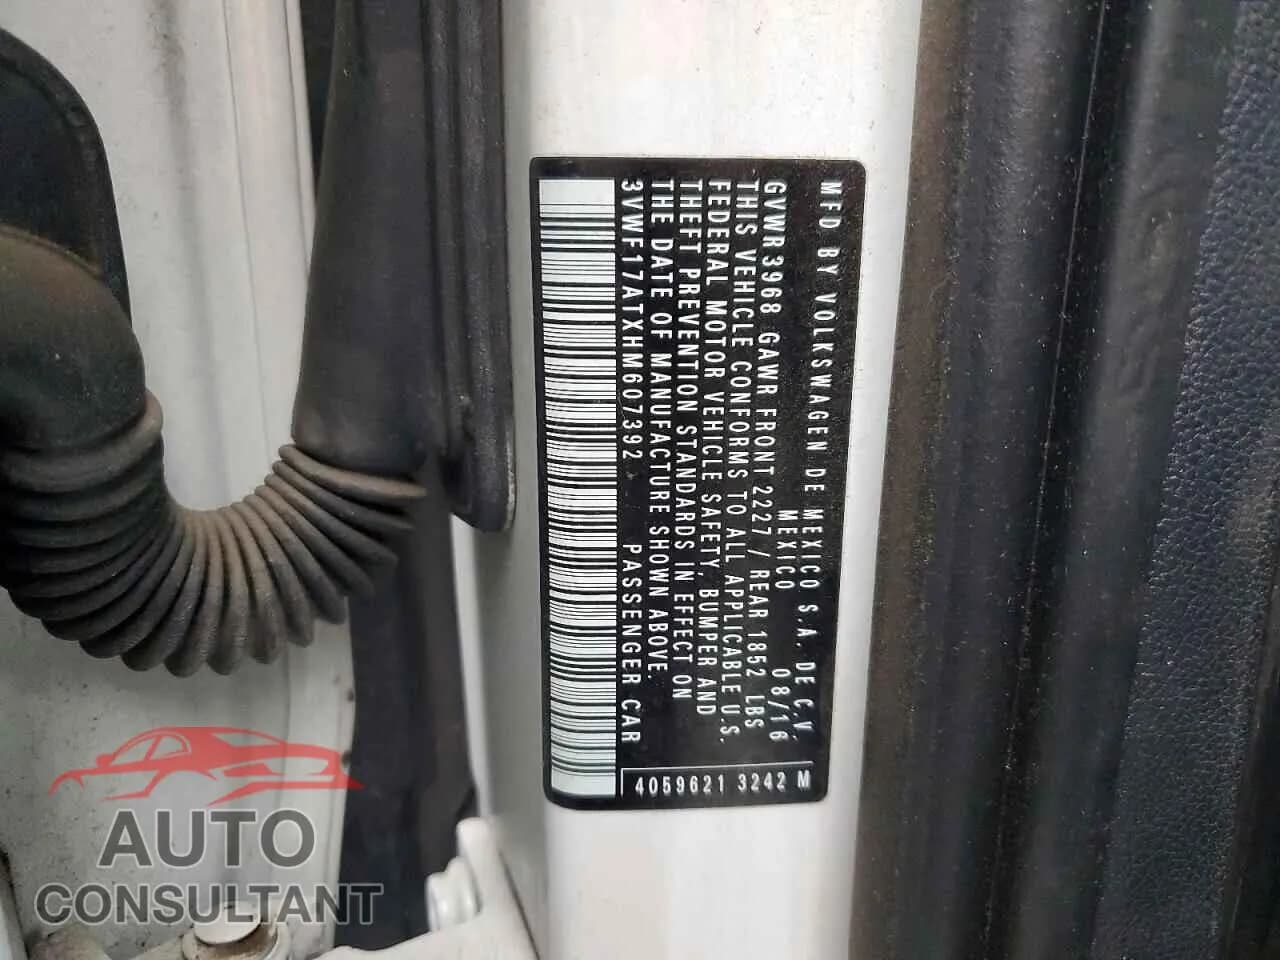 MFD BY VOLKSWAGEN DE MEXICO S.A. DE C.V.
MEXICO 08/16
GVWR3968 GAWR FRONT 2227 / REAR 1852 LBS
THIS VEHICLE CONFORMS TO ALL APPLICABLE U.S.
FEDERAL MOTOR VEHICLE SAFETY, BUMPER AND
THEFT PREVENTION STANDARDS IN EFFECT ON
THE DATE OF MANUFACTURE SHOWN ABOVE.
3VWF17ATXHM607392 PASSENGER CAR
4059621 3242 M
AUTO
CONSULTANT